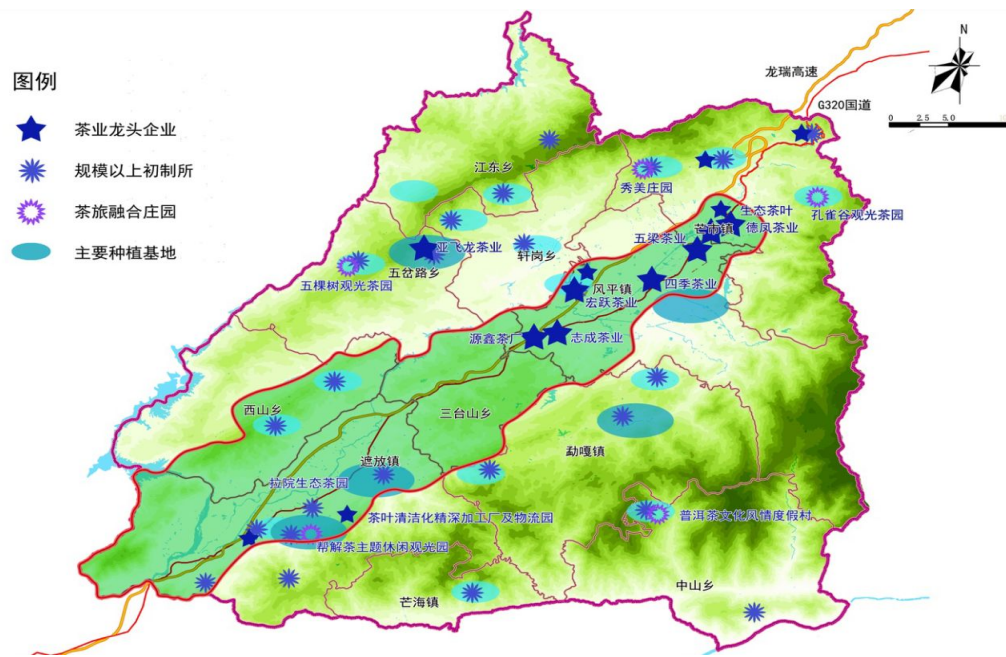 图例
茶业龙头企业
规模以上初制所
茶旅融合庄园
主要种植基地
N
0 2.5 5.0
龙瑞高速
G320国道
江东乡
秀美庄园
孔雀谷观光茶园
生态茶叶
德凤茶业
芒市镇
五梁茶业
亚飞龙茶业
五岔路乡
轩岗乡
五棵树观光茶园
风平镇
四季茶业
宏跃茶业
源鑫茶厂
志成茶业
西山乡
三台山乡
勐嘎镇
遮放镇
拉院生态茶园
茶叶清洁化精深加工厂及物流园
普洱茶文化风情度假村
帮解茶主题休闲观光园
芒海镇
中山乡